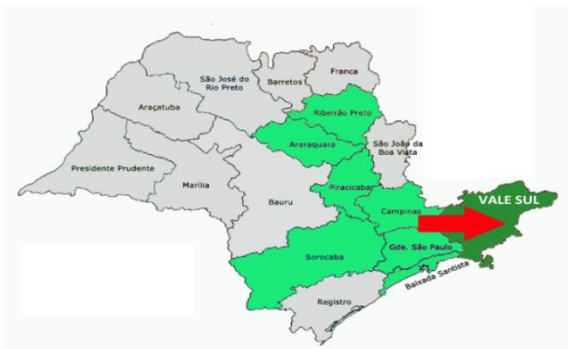 Franca
São José do
Rio Preto
Barretos
Araçatuba
Ribeirão Preto
Araraquara
São João da
Boa Vista
Presidente Prudente
Marilia
Piracicaba
Bauru
Campinas
VALE SUL
Gde. São Paulo
Sorocaba
Baixada Santista
Registro